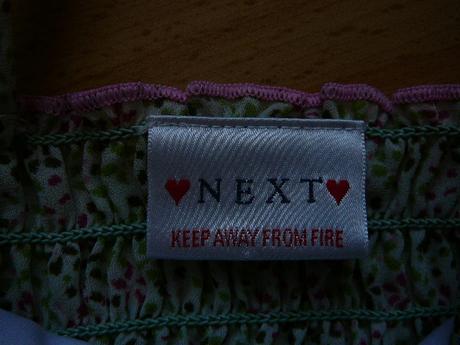 ♥NEXT♥
KEEP AWAY FROM FIRE